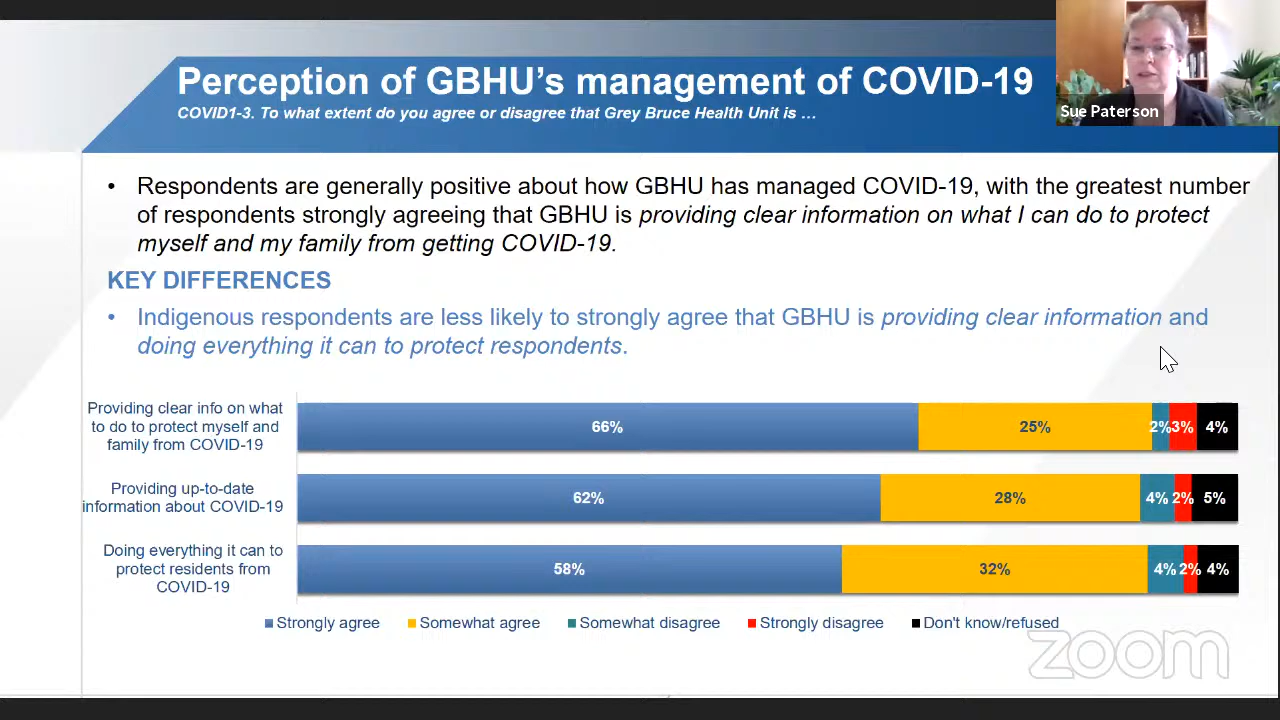 Perception of GBHU's management of COVID-19
COVID1-3. To what extent do you agree or disagree that Grey Bruce Health Unit is …
Sue Paterson
• Respondents are generally positive about how GBHU has managed COVID-19, with the greatest number
of respondents strongly agreeing that GBHU is providing clear information on what I can do to protect
myself and my family from getting COVID-19.
KEY DIFFERENCES
• Indigenous respondents are less likely to strongly agree that GBHU is providing clear information and
doing everything it can to protect respondents.
Providing clear info on what
to do to protect myself and
family from COVID-19
66% 25% 2% 3% 4%
Providing up-to-date
information about COVID-19
62% 28% 4% 2% 5%
Doing everything it can to
protect residents from
COVID-19
58% 32% 4% 2% 4%
Strongly agree Somewhat agree Somewhat disagree Strongly disagree Don't know/refused
zoom